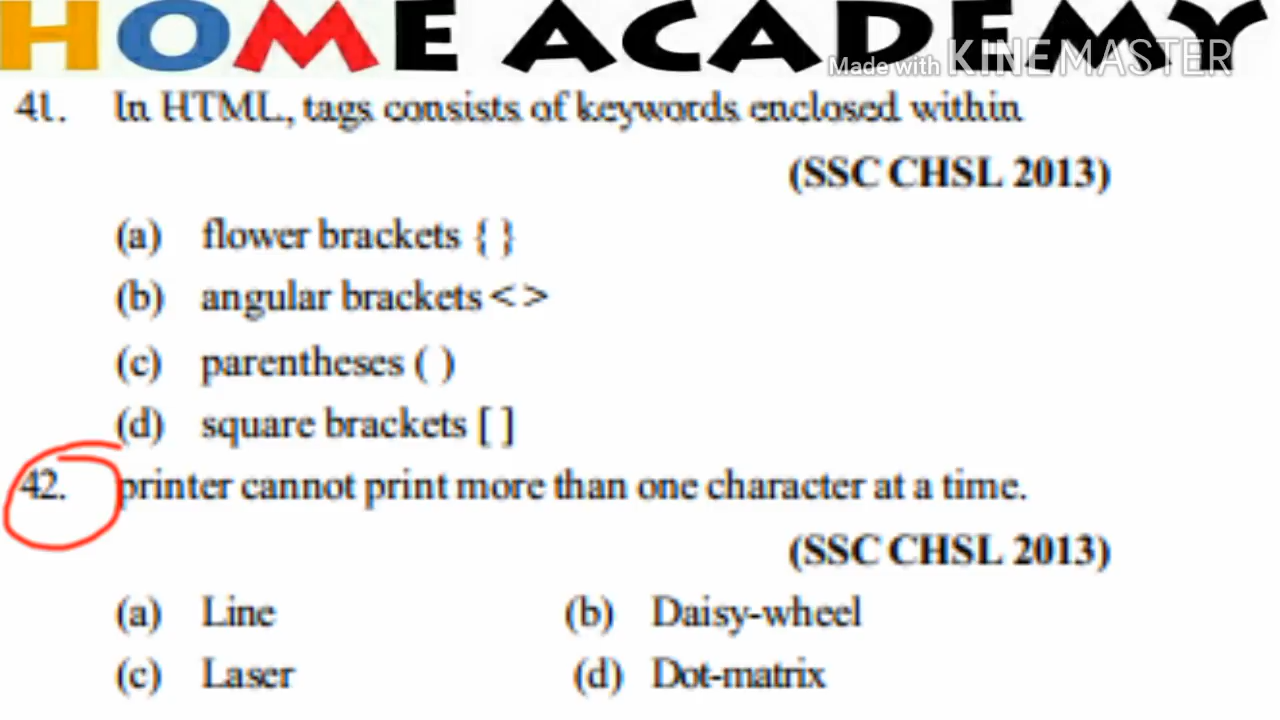 HOME ACADEMY
Made with KINEMASTER
41. In HTML, tags consists of keywords enclosed within
(SSC CHSL 2013)
(a) flower brackets { }
(b) angular brackets < >
(c) parentheses ( )
(d) square brackets [ ]
42. printer cannot print more than one character at a time.
(SSC CHSL 2013)
(a) Line (b) Daisy-wheel
(c) Laser (d) Dot-matrix